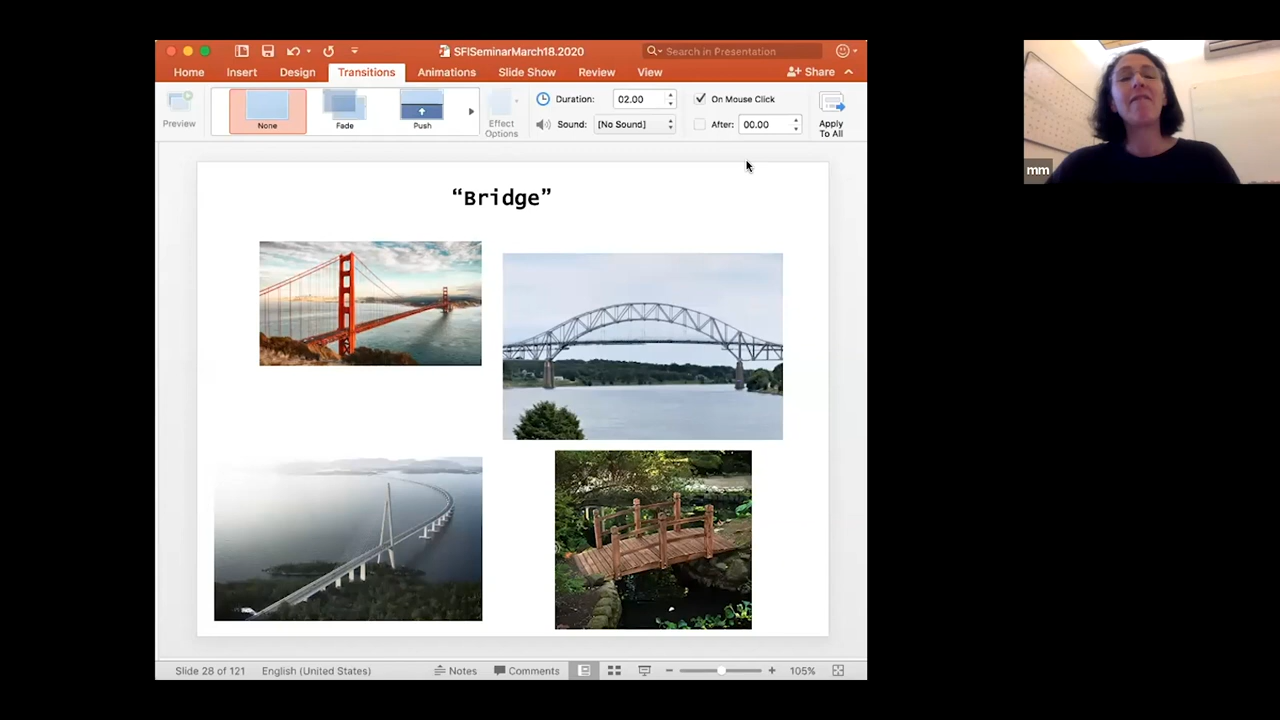 SFISeminarMarch18.2020
Search in Presentation
Home Insert Design Transitions Animations Slide Show Review View Share
Preview
None Fade Push
Effect
Options
Duration: 02.00
Sound: [No Sound]
On Mouse Click
After: 00.00
Apply
To All
mm
“Bridge”
Slide 28 of 121 English (United States) Notes Comments 105%